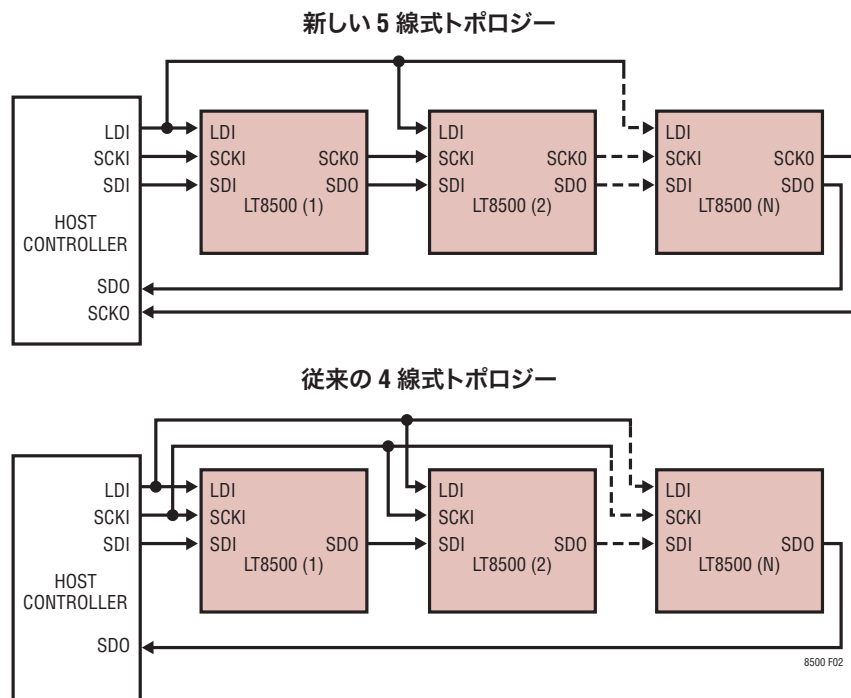 新しい 5 線式トポロジー
LDI
SCKI
SDI
HOST
CONTROLLER
SDO
SCKO
LDI
SCKI
SDI
SCK0
SDO
LT8500 (1)
LDI
SCKI
SDI
SCK0
SDO
LT8500 (2)
LDI
SCKI
SDI
SCK0
SDO
LT8500 (N)
従来の 4 線式トポロジー
LDI
SCKI
SDI
HOST
CONTROLLER
SDO
LDI
SCKI
SDI
SDO
LT8500 (1)
LDI
SCKI
SDI
SDO
LT8500 (2)
LDI
SCKI
SDI
SDO
LT8500 (N)
8500 F02